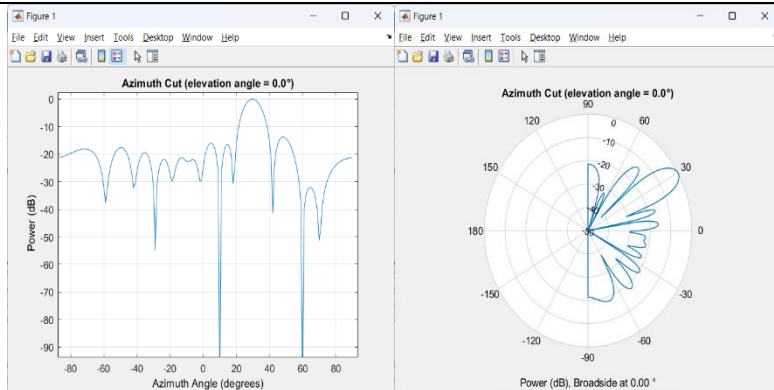 Figure 1
File Edit View Insert Tools Desktop Window Help
Azimuth Cut (elevation angle = 0.0°)
0
-10
-20
-30
-40
-50
-60
-70
-80
-90
Power (dB)
-80 -60 -40 -20 0 20 40 60 80
Azimuth Angle (degrees)
Figure 1
File Edit View Insert Tools Desktop Window Help
Azimuth Cut (elevation angle = 0.0°)
90
120 60
0
-10
150 30
-20
-30
180 0
-150 -30
-120 -60
-90
Power (dB), Broadside at 0.00 °